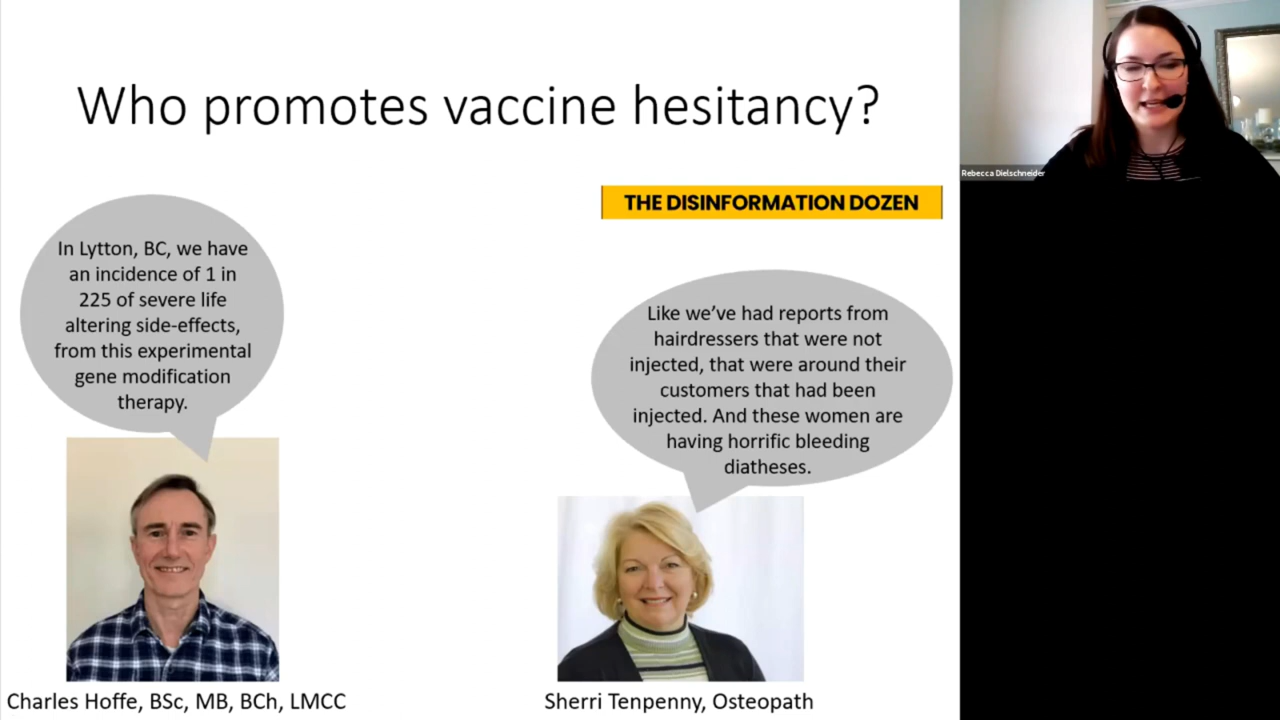 Who promotes vaccine hesitancy?
THE DISINFORMATION DOZEN
In Lytton, BC, we have
an incidence of 1 in
225 of severe life
altering side-effects,
from this experimental
gene modification
therapy.
Like we’ve had reports from
hairdressers that were not
injected, that were around their
customers that had been
injected. And these women are
having horrific bleeding
diatheses.
Charles Hoffe, BSc, MB, BCh, LMCC
Sherri Tenpenny, Osteopath
Rebecca Dielschneider